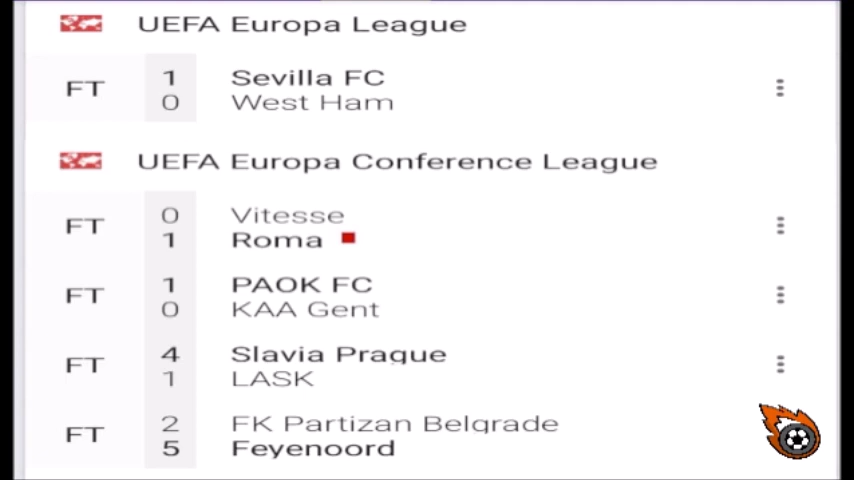 UEFA Europa League
FT 1 Sevilla FC
0 West Ham
UEFA Europa Conference League
FT 0 Vitesse
1 Roma
FT 1 PAOK FC
0 KAA Gent
FT 4 Slavia Prague
1 LASK
FT 2 FK Partizan Belgrade
5 Feyenoord